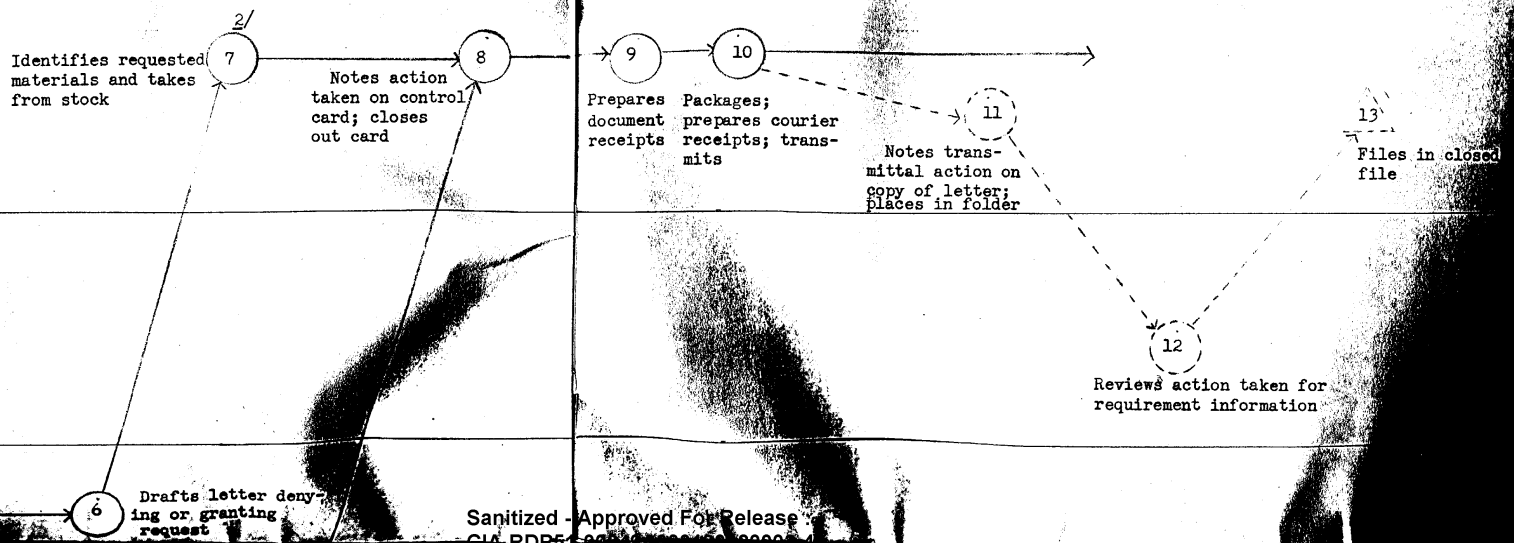 2/
Identifies requested
materials and takes
from stock
7
8
Notes action
taken on control
card; closes
out card
9
10
Prepares
document
receipts
Packages;
prepares courier
receipts; trans-
mits
11
Notes trans-
mittal action on
copy of letter;
places in folder
13
Files in closed
file
12
Reviews action taken for
requirement information
6
Drafts letter deny-
ing or granting
request
Sanitized - Approved For Release